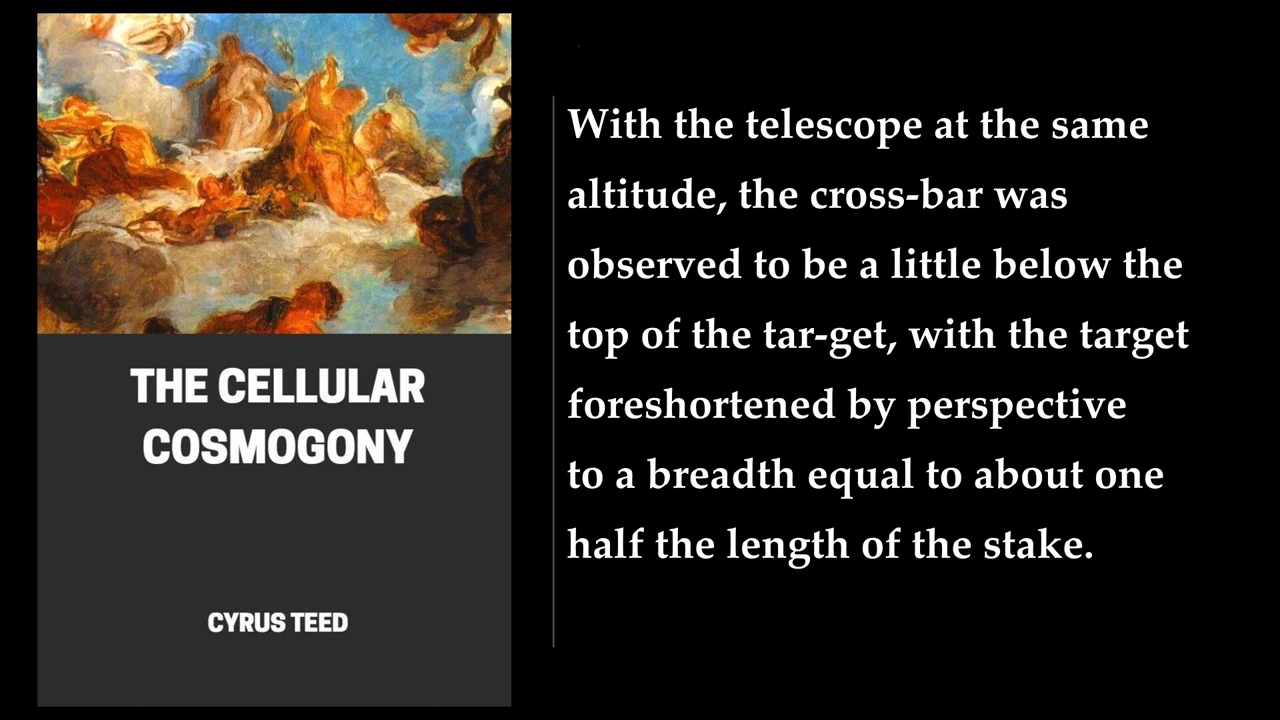 THE CELLULAR
COSMOGONY
CYRUS TEED
With the telescope at the same
altitude, the cross-bar was
observed to be a little below the
top of the tar-get, with the target
foreshortened by perspective
to a breadth equal to about one
half the length of the stake.